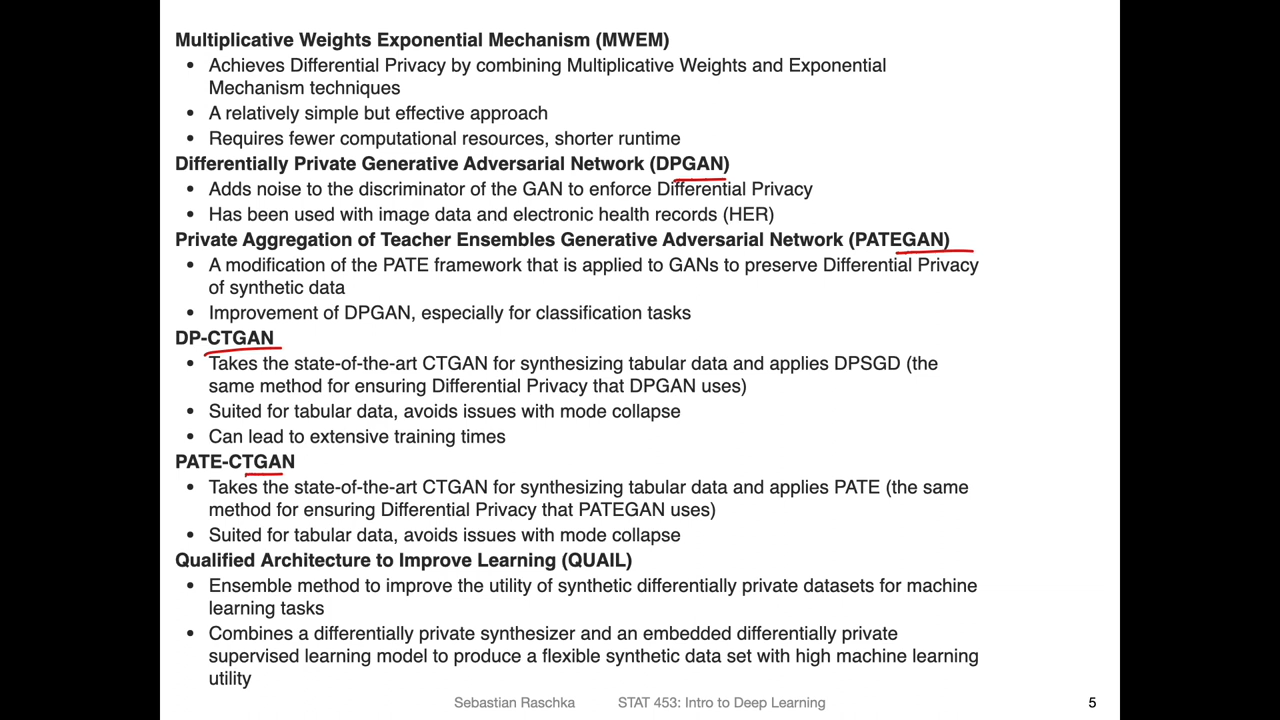 Multiplicative Weights Exponential Mechanism (MWEM)
• Achieves Differential Privacy by combining Multiplicative Weights and Exponential
Mechanism techniques
• A relatively simple but effective approach
• Requires fewer computational resources, shorter runtime
Differentially Private Generative Adversarial Network (DPGAN)
• Adds noise to the discriminator of the GAN to enforce Differential Privacy
• Has been used with image data and electronic health records (HER)
Private Aggregation of Teacher Ensembles Generative Adversarial Network (PATEGAN)
• A modification of the PATE framework that is applied to GANs to preserve Differential Privacy
of synthetic data
• Improvement of DPGAN, especially for classification tasks
DP-CTGAN
• Takes the state-of-the-art CTGAN for synthesizing tabular data and applies DPSGD (the
same method for ensuring Differential Privacy that DPGAN uses)
• Suited for tabular data, avoids issues with mode collapse
• Can lead to extensive training times
PATE-CTGAN
• Takes the state-of-the-art CTGAN for synthesizing tabular data and applies PATE (the same
method for ensuring Differential Privacy that PATEGAN uses)
• Suited for tabular data, avoids issues with mode collapse
Qualified Architecture to Improve Learning (QUAIL)
• Ensemble method to improve the utility of synthetic differentially private datasets for machine
learning tasks
• Combines a differentially private synthesizer and an embedded differentially private
supervised learning model to produce a flexible synthetic data set with high machine learning
utility
Sebastian Raschka STAT 453: Intro to Deep Learning 5